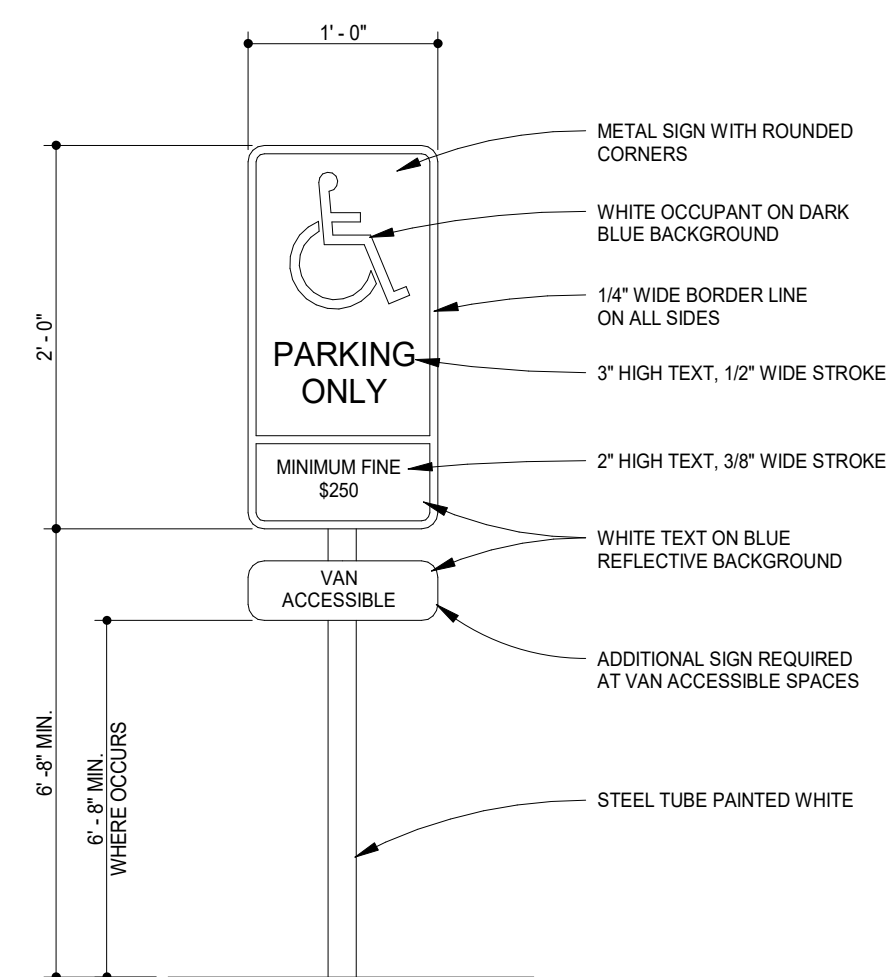 1' - 0"
METAL SIGN WITH ROUNDED
CORNERS
WHITE OCCUPANT ON DARK
BLUE BACKGROUND
1/4" WIDE BORDER LINE
ON ALL SIDES
2' - 0"
PARKING
ONLY
3" HIGH TEXT, 1/2" WIDE STROKE
MINIMUM FINE
$250
2" HIGH TEXT, 3/8" WIDE STROKE
WHITE TEXT ON BLUE
REFLECTIVE BACKGROUND
VAN
ACCESSIBLE
ADDITIONAL SIGN REQUIRED
AT VAN ACCESSIBLE SPACES
6' -8" MIN.
6' - 8" MIN.
WHERE OCCURS
STEEL TUBE PAINTED WHITE